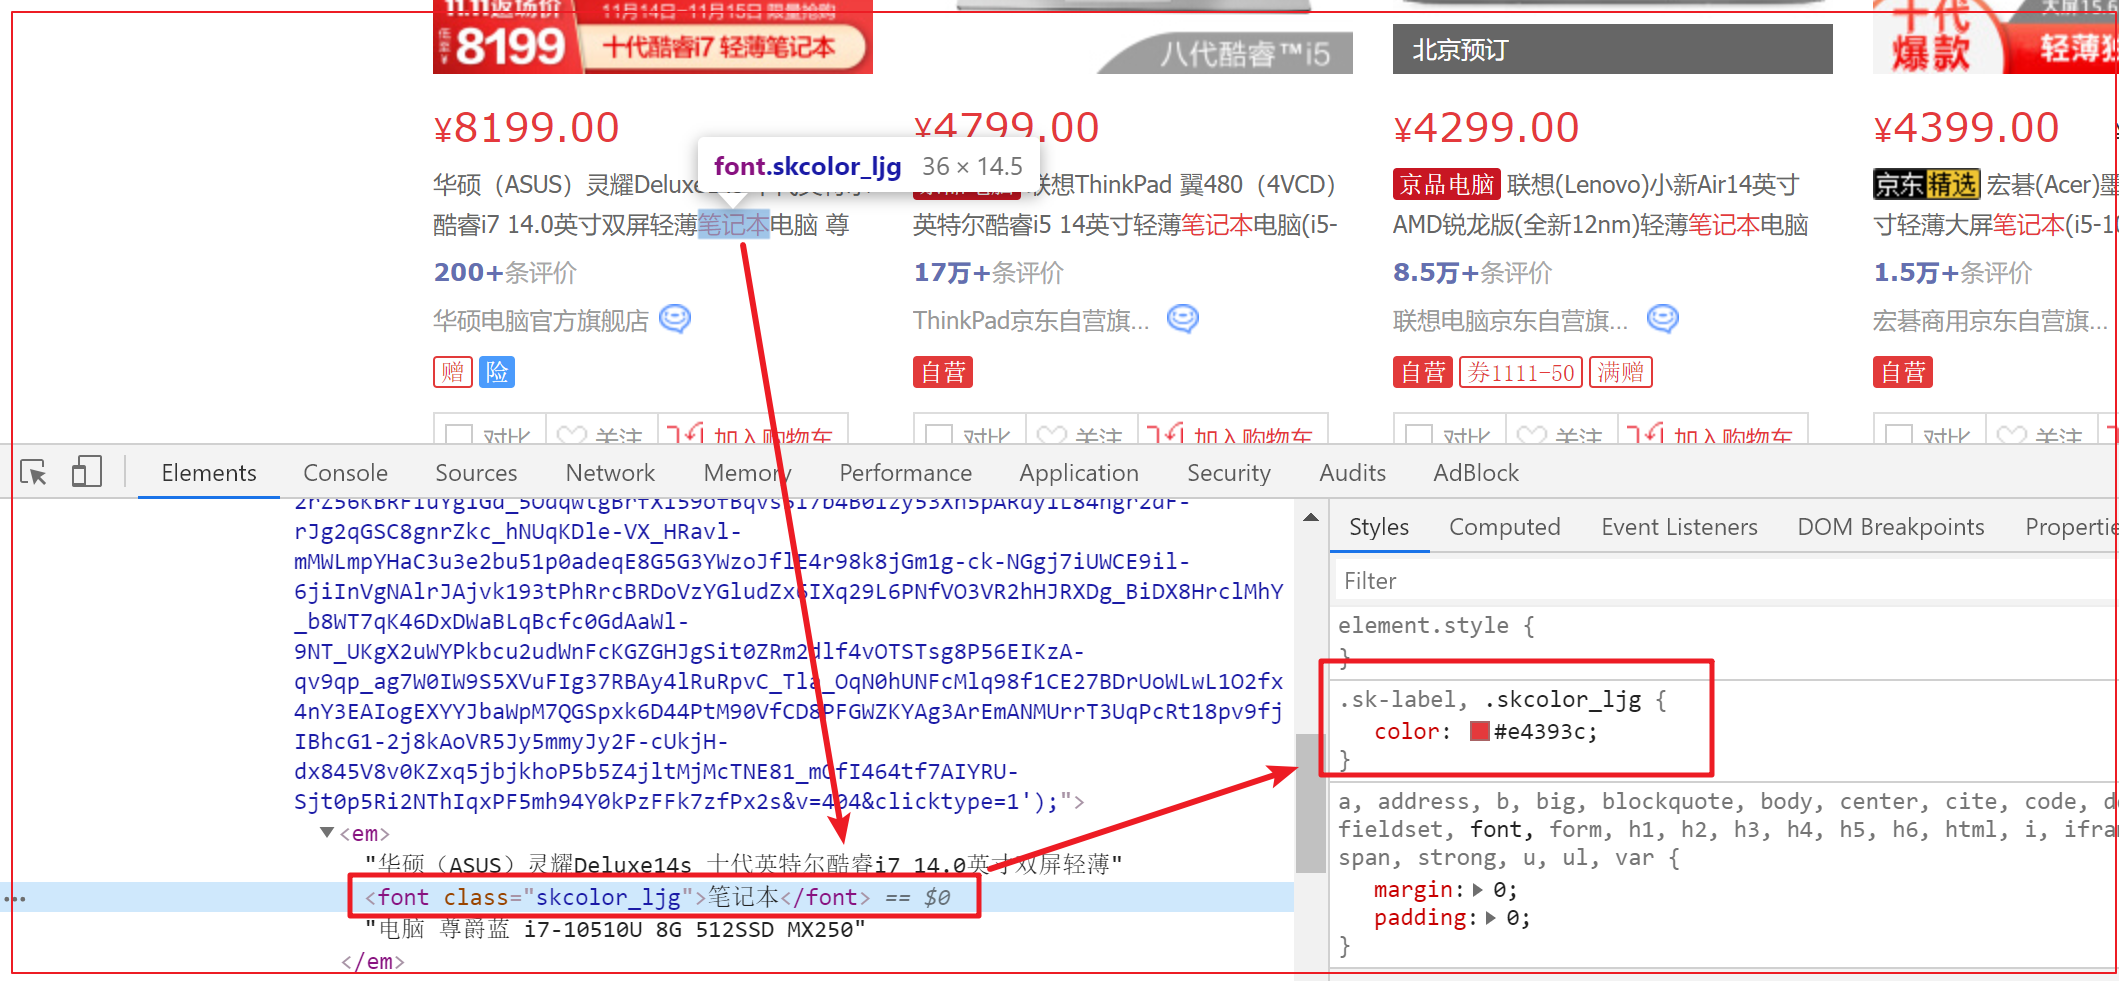 11.11返场价 11月14日-11月15日 限量抢购
8199 十代酷睿i7 轻薄笔记本
八代酷睿™i5
北京预订
十代 大屏15.6
爆款 轻薄独
¥8199.00 ¥4799.00 ¥4299.00 ¥4399.00
font.skcolor_ljg 36 × 14.5
华硕（ASUS）灵耀Deluxe 联想ThinkPad 翼480（4VCD） 京品电脑 联想(Lenovo)小新Air14英寸 京东精选 宏碁(Acer)墨
酷睿i7 14.0英寸双屏轻薄笔记本电脑 尊 英特尔酷睿i5 14英寸轻薄笔记本电脑(i5- AMD锐龙版(全新12nm)轻薄笔记本电脑 寸轻薄大屏笔记本(i5-10
200+条评价 17万+条评价 8.5万+条评价 1.5万+条评价
华硕电脑官方旗舰店 ThinkPad京东自营旗... 联想电脑京东自营旗... 宏碁商用京东自营旗...
赠 险 自营 自营 券1111-50 满赠 自营
对比 关注 加入购物车 对比 关注 加入购物车 对比 关注 加入购物车 对比 关注
Elements Console Sources Network Memory Performance Application Security Audits AdBlock
rJg2qGSC8gnrZkc_hNUqKDle-VX_HRavl-
mMWLmpYHaC3u3e2bu51p0adeqE8G5G3YWzoJflE4r98k8jGm1g-ck-NGgj7iUWCE9il-
6jiInVgNAlrJAjvk193tPhRrcBRDoVzYGludZx6IXq29L6PNfVO3VR2hHJRXDg_BiDX8HrclMhY
_b8WT7qK46DxDWaBLqBcfc0GdAaWl-
9NT_UKgX2uWYPkbcu2udWnFcKGZGHJgSit0ZRm2dlf4vOTSTsg8P56EIKzA-
qv9qp_ag7W0IW9S5XVuFIg37RBAy4lRuRpvC_Tla_OqN0hUNFcMlq98f1CE27BDrUoWLwL1O2fx
4nY3EAIogEXYYJbaWpM7QGSpxk6D44PtM90VfCD8PFGWZKYAg3ArEmANMUrrT3UqPcRt18pv9fj
IBhcG1-2j8kAoVR5Jy5mmyJy2F-cUkjH-
dx845V8v0KZxq5jbjkhoP5b5Z4jltMjMcTNE81_mOfI464tf7AIYRU-
Sjt0p5Ri2NThIqxPF5mh94Y0kPzFFk7zfPx2s&v=404&clicktype=1');">
<em>
"华硕（ASUS）灵耀Deluxe14s 十代英特尔酷睿i7 14.0英寸双屏轻薄"
<font class="skcolor_ljg">笔记本</font> == $0
"电脑 尊爵蓝 i7-10510U 8G 512SSD MX250"
</em>
Styles Computed Event Listeners DOM Breakpoints Propertie
Filter
element.style {
}
.sk-label, .skcolor_ljg {
color: #e4393c;
}
a, address, b, big, blockquote, body, center, cite, code, d
fieldset, font, form, h1, h2, h3, h4, h5, h6, html, i, ifra
span, strong, u, ul, var {
margin: 0;
padding: 0;
}